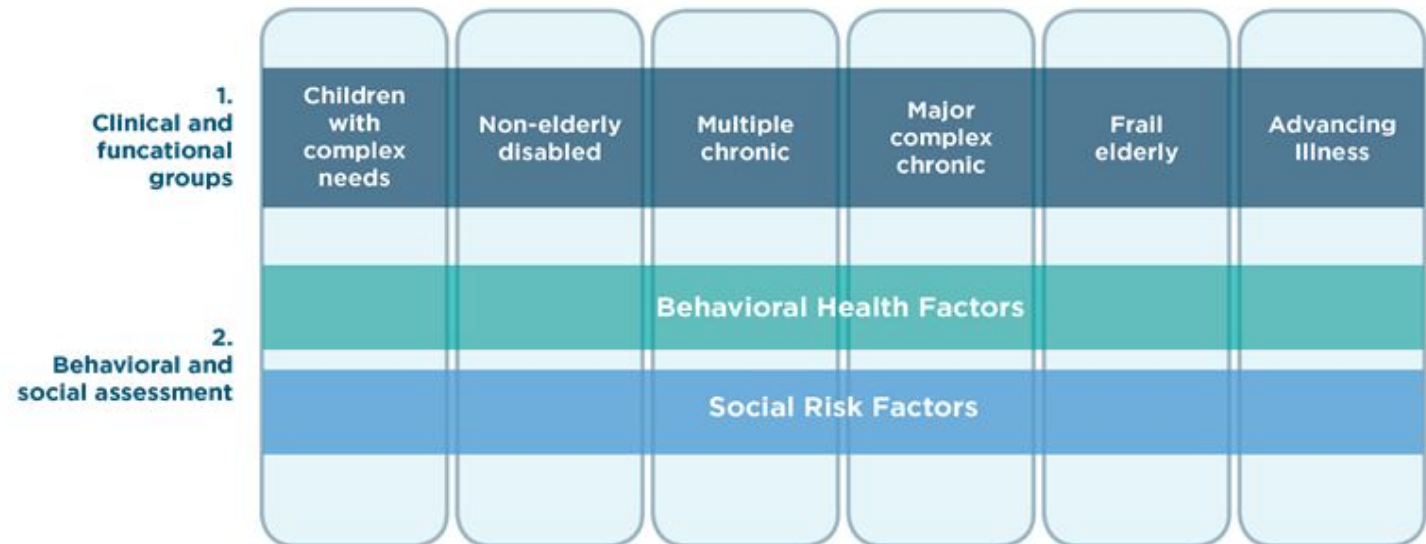 1.
Clinical and
funcational
groups
Children
with
complex
needs
Non-elderly
disabled
Multiple
chronic
Major
complex
chronic
Frail
elderly
Advancing
Illness
2.
Behavioral and
social assessment
Behavioral Health Factors
Social Risk Factors